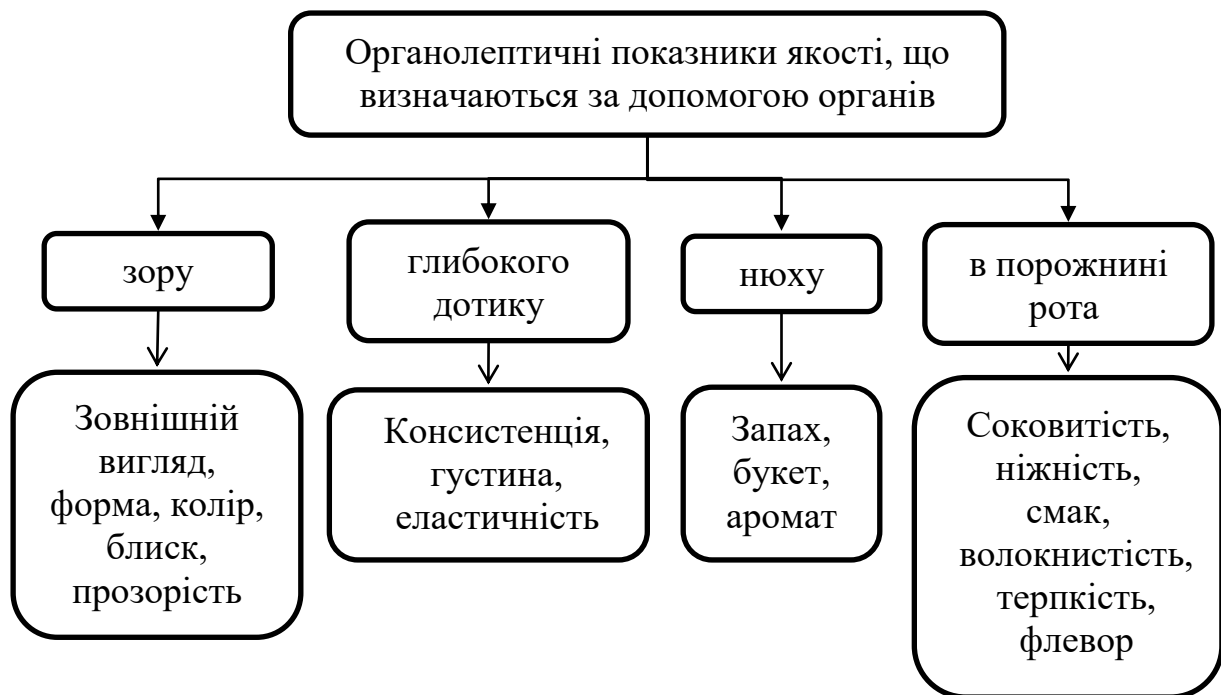 Органолептичні показники якості, що
визначаються за допомогою органів
зору
глибокого
дотику
нюху
в порожнині
рота
Зовнішній
вигляд,
форма, колір,
блиск,
прозорість
Консистенція,
густина,
еластичність
Запах,
букет,
аромат
Соковитість,
ніжність,
смак,
волокнистість,
терпкість,
флевор